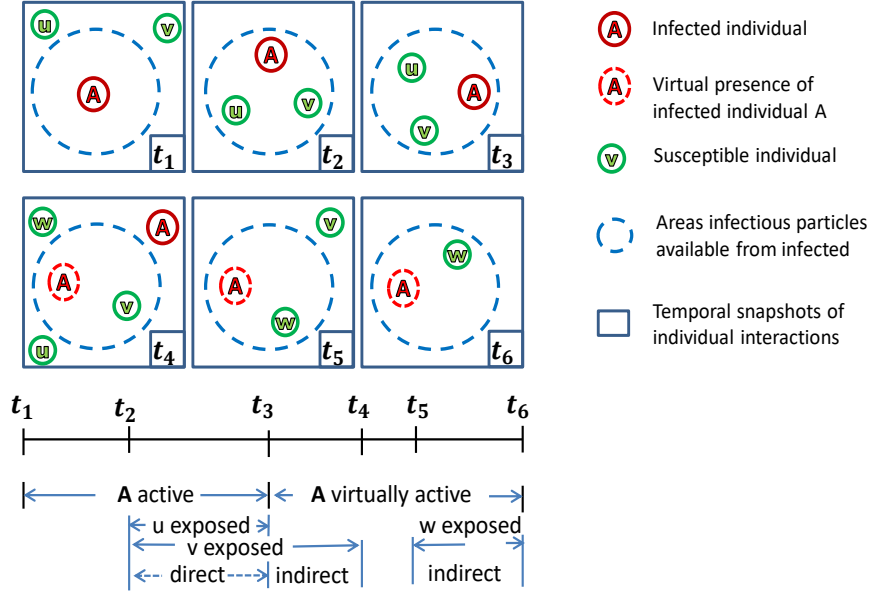 u v
A
t1
A
u v
t2
u
A
v
t3
w A
A
v
u
t4
v
A
w
t5
w
A
t6
A Infected individual
A Virtual presence of
infected individual A
v Susceptible individual
Areas infectious particles
available from infected
Temporal snapshots of
individual interactions
t1 t2 t3 t4 t5 t6
A active A virtually active
u exposed w exposed
v exposed
direct indirect indirect